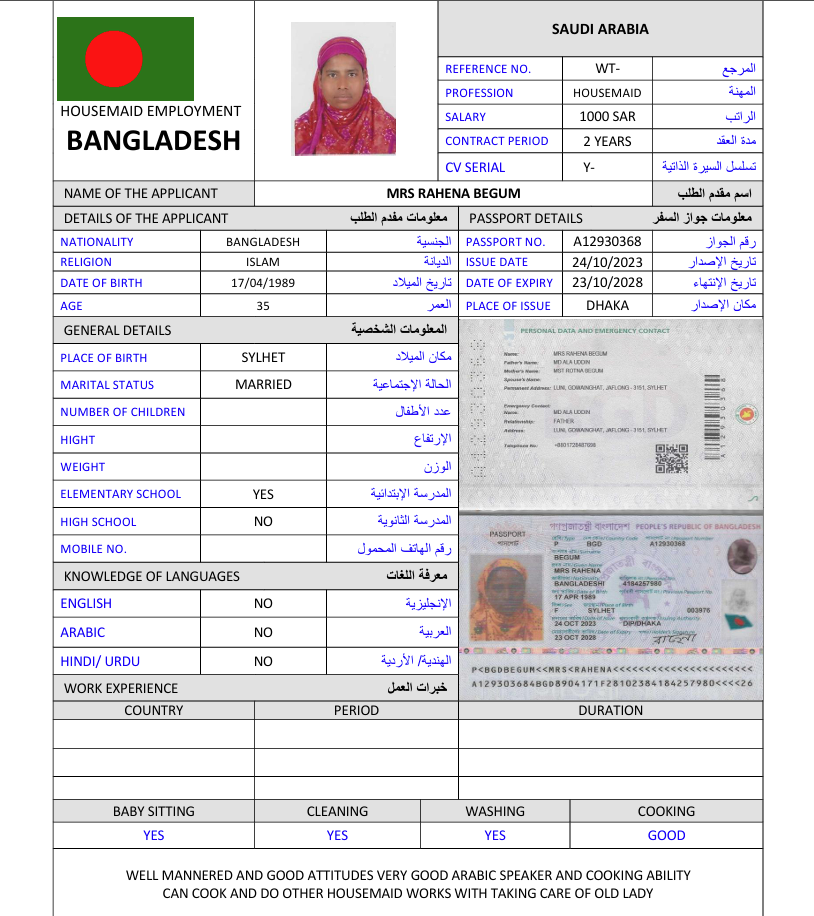 HOUSEMAID EMPLOYMENT
BANGLADESH
SAUDI ARABIA
REFERENCE NO. WT- المرجع
PROFESSION HOUSEMAID المهنة
SALARY 1000 SAR الراتب
CONTRACT PERIOD 2 YEARS مدة العقد
CV SERIAL Y- تسلسل السيرة الذاتية
NAME OF THE APPLICANT MRS RAHENA BEGUM اسم مقدم الطلب
DETAILS OF THE APPLICANT معلومات مقدم الطلب PASSPORT DETAILS معلومات جواز السفر
NATIONALITY BANGLADESH الجنسية PASSPORT NO. A12930368 رقم الجواز
RELIGION ISLAM الديانة ISSUE DATE 24/10/2023 تاريخ الإصدار
DATE OF BIRTH 17/04/1989 تاريخ الميلاد DATE OF EXPIRY 23/10/2028 تاريخ الإنتهاء
AGE 35 العمر PLACE OF ISSUE DHAKA مكان الإصدار
GENERAL DETAILS المعلومات الشخصية
PLACE OF BIRTH SYLHET مكان الميلاد
MARITAL STATUS MARRIED الحالة الإجتماعية
NUMBER OF CHILDREN عدد الأطفال
HIGHT الإرتفاع
WEIGHT الوزن
ELEMENTARY SCHOOL YES المدرسة الإبتدائية
HIGH SCHOOL NO المدرسة الثانوية
MOBILE NO. رقم الهاتف المحمول
KNOWLEDGE OF LANGUAGES معرفة اللغات
ENGLISH NO الإنجليزية
ARABIC NO العربية
HINDI/ URDU NO الهندية/ الأردية
PERSONAL DATA AND EMERGENCY CONTACT
Name: MRS RAHENA BEGUM
Father's Name: MD ALA UDDIN
Mother's Name: MST ROTNA BEGUM
Spouse's Name:
Permanent Address: LUNI, GOWAINGHAT, JAFLONG - 3151, SYLHET
Emergency Contact:
Name: MD ALA UDDIN
Relationship: FATHER
Address: LUNI, GOWAINGHAT, JAFLONG - 3151, SYLHET
Telephone No:
A12930368
গণপ্রজাতন্ত্রী বাংলাদেশ PEOPLE'S REPUBLIC OF BANGLADESH
PASSPORT
পাসপোর্ট
P BGD A12930368
BEGUM
MRS RAHENA
BANGLADESHI 4184257980
17 APR 1989
F SYLHET 003976
24 OCT 2023 DIP/DHAKA
23 OCT 2028
P<BGDBEGUM<<MRS<RAHENA<<<<<<<<<<<<<<<<<<<<<<
A129303684BGD8904171F28102384184257980<<<<26
WORK EXPERIENCE خبرات العمل
COUNTRY PERIOD DURATION
BABY SITTING CLEANING WASHING COOKING
YES YES YES GOOD
WELL MANNERED AND GOOD ATTITUDES VERY GOOD ARABIC SPEAKER AND COOKING ABILITY
CAN COOK AND DO OTHER HOUSEMAID WORKS WITH TAKING CARE OF OLD LADY